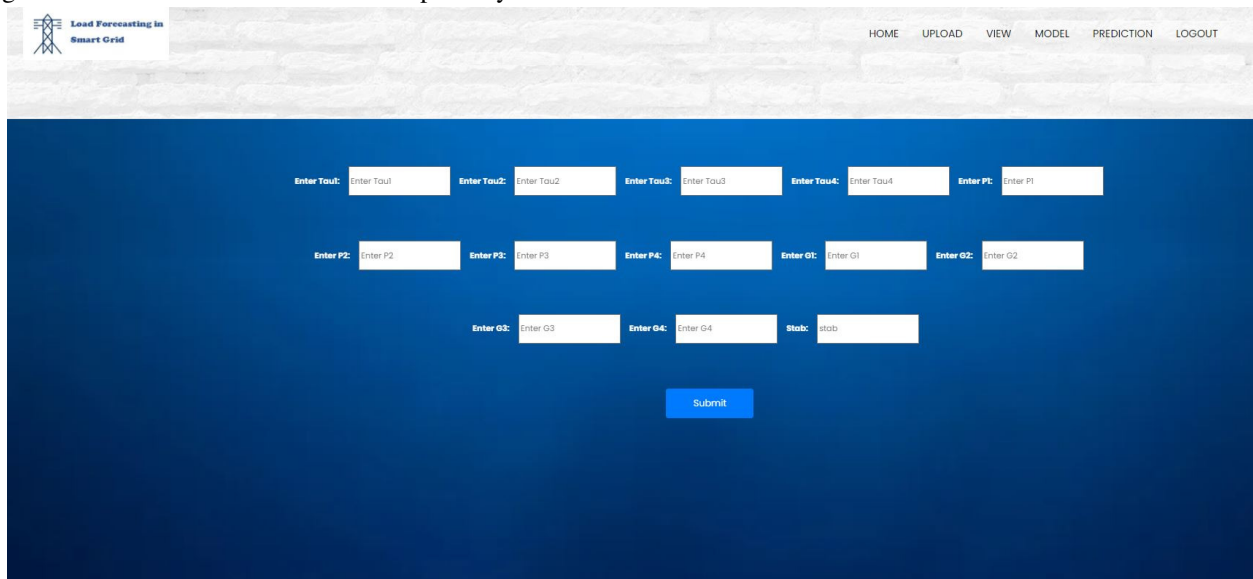 Load Forecasting in
Smart Grid
HOME UPLOAD VIEW MODEL PREDICTION LOGOUT
Enter Tau1: Enter Tau1 Enter Tau2: Enter Tau2 Enter Tau3: Enter Tau3 Enter Tau4: Enter Tau4 Enter P1: Enter P1
Enter P2: Enter P2 Enter P3: Enter P3 Enter P4: Enter P4 Enter G1: Enter G1 Enter G2: Enter G2
Enter G3: Enter G3 Enter G4: Enter G4 Stab: stab
Submit